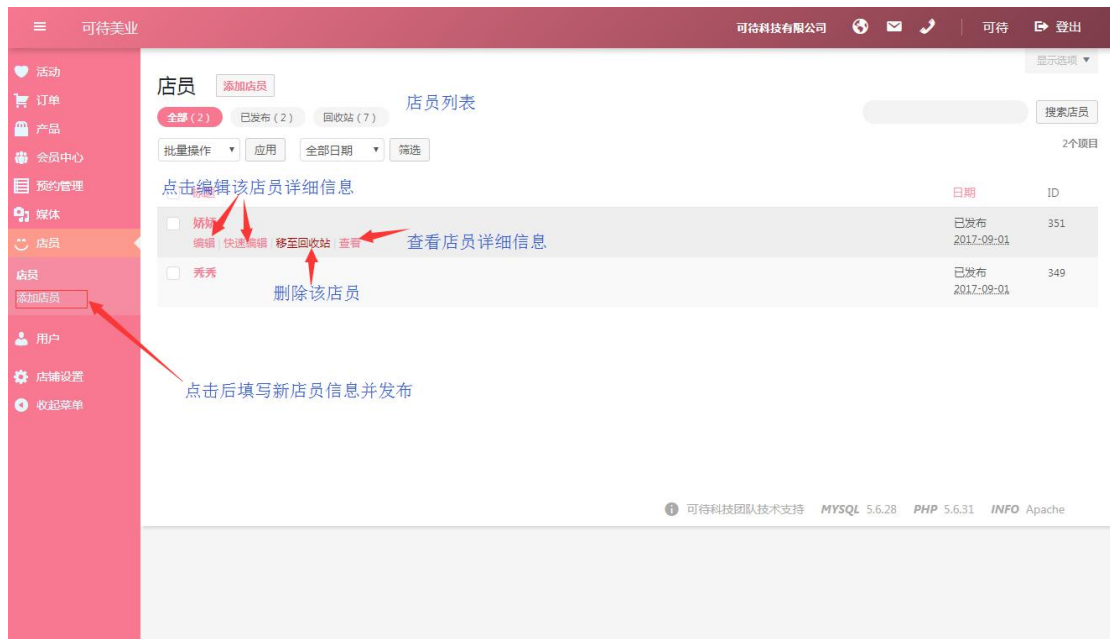 可待美业 可待科技有限公司 可待 登出
显示选项 ▼
活动
订单
产品
会员中心
预约管理
媒体
店员
店员
添加店员
用户
店铺设置
收起菜单
店员 添加店员
店员列表
全部 (2) 已发布 (2) 回收站 (7)
搜索店员
批量操作 ▼ 应用 全部日期 ▼ 筛选
2个项目
点击编辑该店员详细信息
标题 日期 ID
娇娇 已发布 351
编辑 | 快速编辑 | 移至回收站 | 查看 2017-09-01
查看店员详细信息
秀秀 已发布 349
2017-09-01
删除该店员
点击后填写新店员信息并发布
可待科技团队技术支持 MYSQL 5.6.28 PHP 5.6.31 INFO Apache